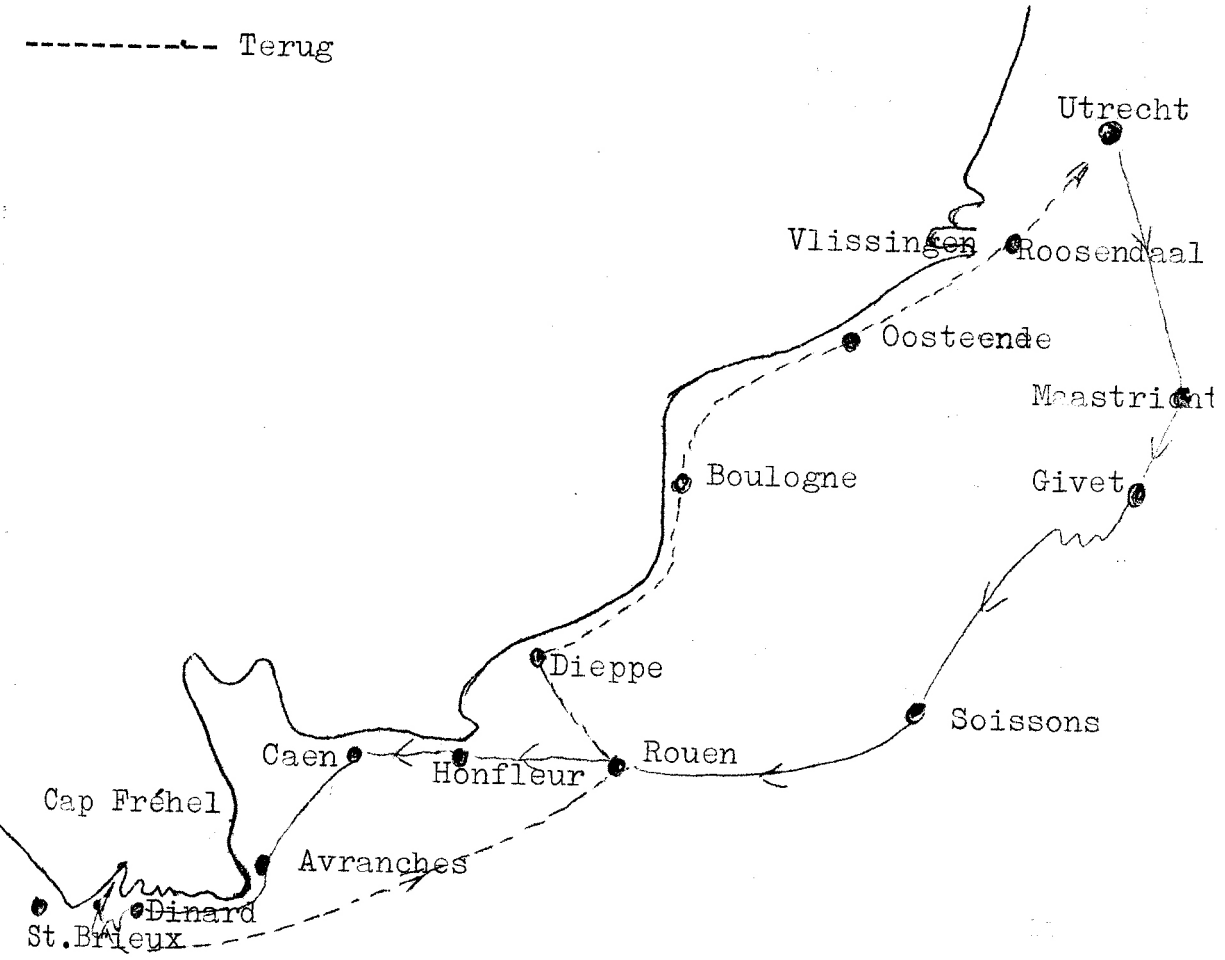 Terug
Utrecht
Vlissingen
Roosendaal
Oosteende
Maastricht
Boulogne
Givet
Dieppe
Soissons
Rouen
Caen
Honfleur
Cap Fréhel
Avranches
Dinard
St.Brieux